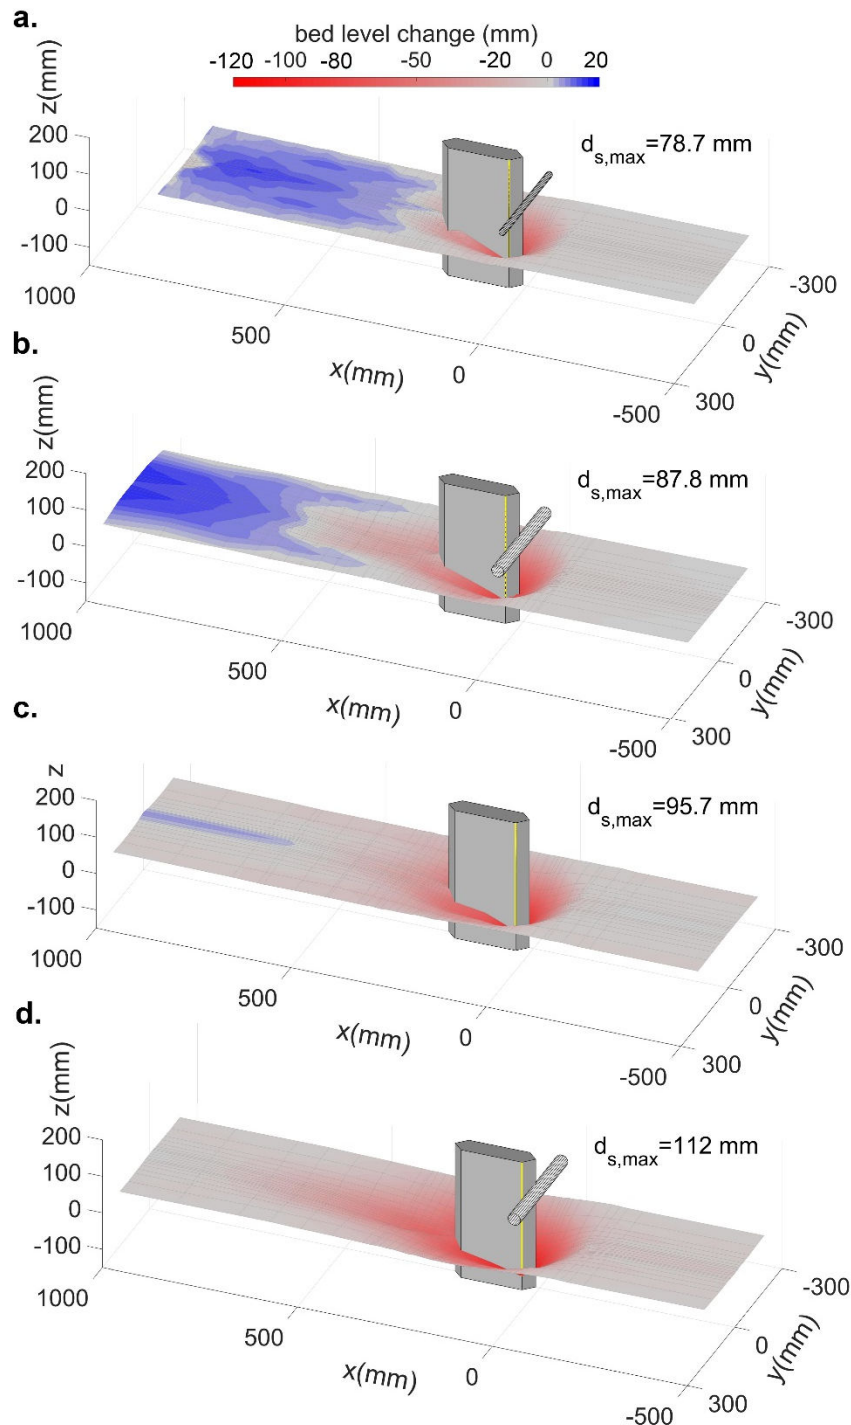 a.
bed level change (mm)
-120 -100 -80 -50 -20 0 20
z(mm)
200
100
0
-100
d_s,max=78.7 mm
1000
500
0
-500
x(mm)
-300
0
300
y(mm)
b.
z(mm)
200
100
0
-100
d_s,max=87.8 mm
1000
500
0
-500
x(mm)
-300
0
300
y(mm)
c.
z
200
100
0
-100
d_s,max=95.7 mm
1000
500
0
-500
x(mm)
-300
0
300
y(mm)
d.
z(mm)
200
100
0
-100
d_s,max=112 mm
1000
500
0
-500
x(mm)
-300
0
300
y(mm)